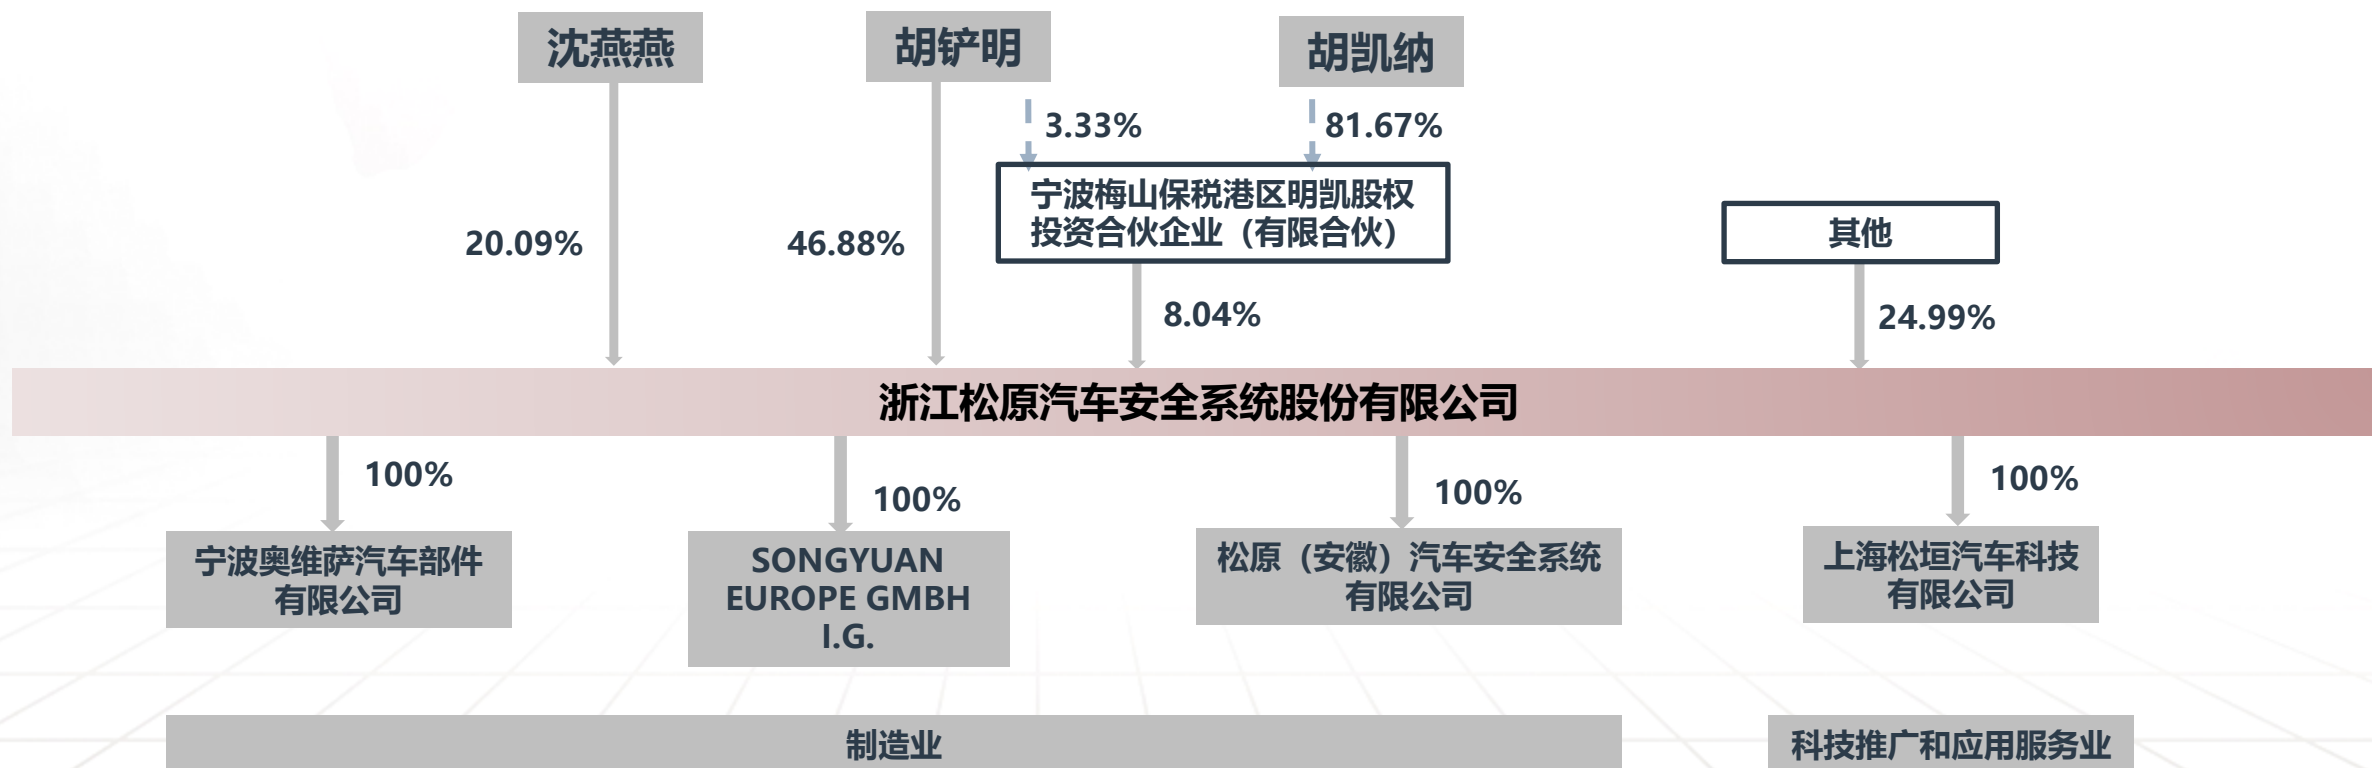 沈燕燕
胡铲明
胡凯纳
3.33%
81.67%
宁波梅山保税港区明凯股权
投资合伙企业（有限合伙）
其他
20.09%
46.88%
8.04%
24.99%
浙江松原汽车安全系统股份有限公司
100%
100%
100%
100%
宁波奥维萨汽车部件
有限公司
SONGYUAN
EUROPE GMBH
I.G.
松原（安徽）汽车安全系统
有限公司
上海松垣汽车科技
有限公司
制造业
科技推广和应用服务业